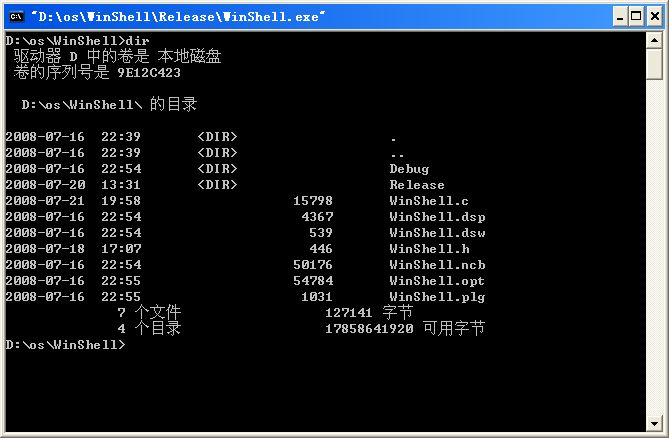 "D:\os\WinShell\Release\WinShell.exe"
D:\os\WinShell>dir
驱动器 D 中的卷是 本地磁盘
卷的序列号是 9E12C423
D:\os\WinShell\ 的目录
2008-07-16 22:39 <DIR> .
2008-07-16 22:39 <DIR> ..
2008-07-16 22:54 <DIR> Debug
2008-07-20 13:31 <DIR> Release
2008-07-21 19:58 15798 WinShell.c
2008-07-16 22:54 4367 WinShell.dsp
2008-07-16 22:54 539 WinShell.dsw
2008-07-18 17:07 446 WinShell.h
2008-07-16 22:54 50176 WinShell.ncb
2008-07-16 22:55 54784 WinShell.opt
2008-07-16 22:55 1031 WinShell.plg
7 个文件 127141 字节
4 个目录 17858641920 可用字节
D:\os\WinShell>